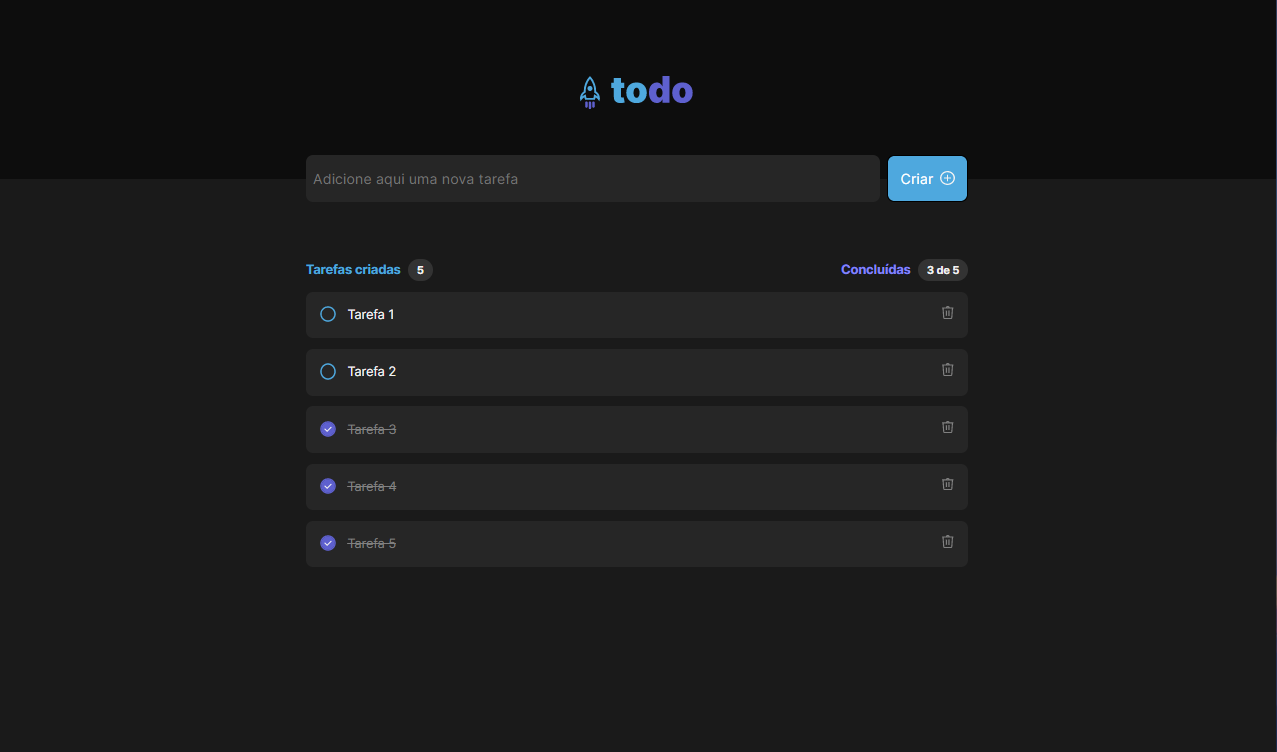 todo
Adicione aqui uma nova tarefa
Criar
Tarefas criadas 5
Concluídas 3 de 5
Tarefa 1
Tarefa 2
Tarefa 3
Tarefa 4
Tarefa 5